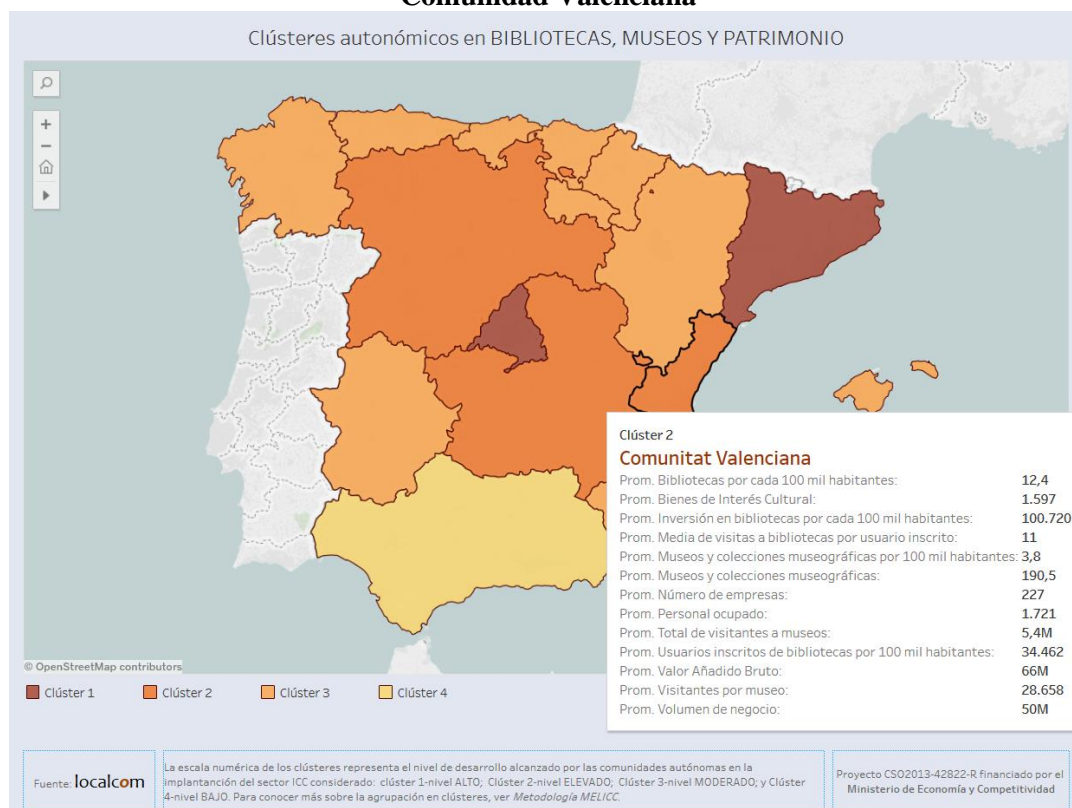 Comunidad Valenciana
Clústeres autonómicos en BIBLIOTECAS, MUSEOS Y PATRIMONIO
Clúster 2
Comunitat Valenciana
Prom. Bibliotecas por cada 100 mil habitantes: 12,4
Prom. Bienes de Interés Cultural: 1.597
Prom. Inversión en bibliotecas por cada 100 mil habitantes: 100.720
Prom. Media de visitas a bibliotecas por usuario inscrito: 11
Prom. Museos y colecciones museográficas por 100 mil habitantes: 3,8
Prom. Museos y colecciones museográficas: 190,5
Prom. Número de empresas: 227
Prom. Personal ocupado: 1.721
Prom. Total de visitantes a museos: 5,4M
Prom. Usuarios inscritos de bibliotecas por 100 mil habitantes: 34.462
Prom. Valor Añadido Bruto: 66M
Prom. Visitantes por museo: 28.658
Prom. Volumen de negocio: 50M
© OpenStreetMap contributors
Clúster 1 Clúster 2 Clúster 3 Clúster 4
Fuente: localcom
La escala numérica de los clústeres representa el nivel de desarrollo alcanzado por las comunidades autónomas en la
implantanción del sector ICC considerado: clúster 1-nivel ALTO; Clúster 2-nivel ELEVADO; Clúster 3-nivel MODERADO; y Clúster
4-nivel BAJO. Para conocer más sobre la agrupación en clústeres, ver Metodología MELICC.
Proyecto CSO2013-42822-R financiado por el
Ministerio de Economía y Competitividad